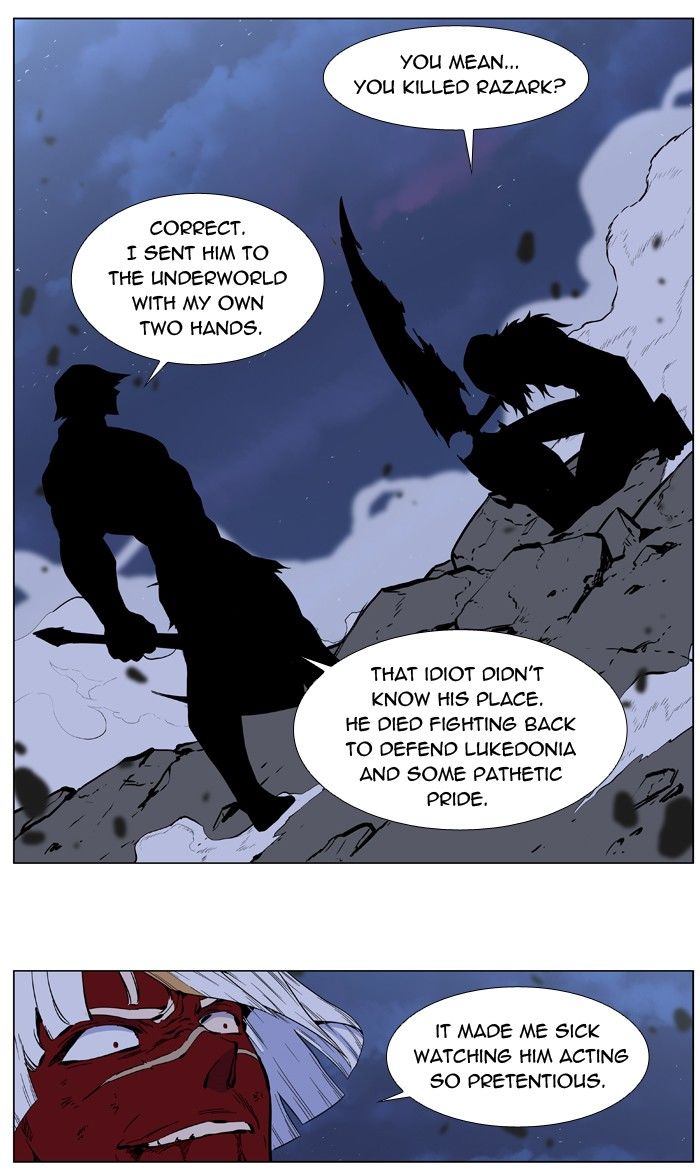 YOU MEAN...
YOU KILLED RAZARK?
CORRECT.
I SENT HIM TO
THE UNDERWORLD
WITH MY OWN
TWO HANDS.
THAT IDIOT DIDN'T
KNOW HIS PLACE.
HE DIED FIGHTING BACK
TO DEFEND LUKEDONIA
AND SOME PATHETIC
PRIDE.
IT MADE ME SICK
WATCHING HIM ACTING
SO PRETENTIOUS.